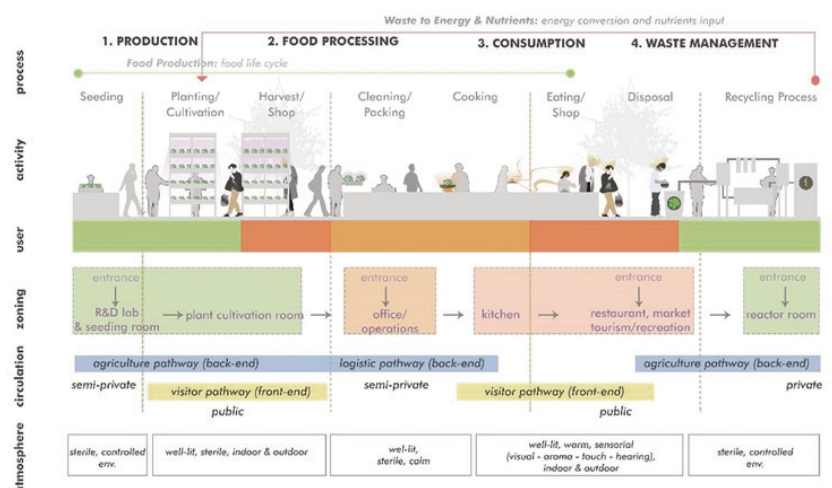 Waste to Energy & Nutrients: energy conversion and nutrients input
1. PRODUCTION
2. FOOD PROCESSING
3. CONSUMPTION
4. WASTE MANAGEMENT
Food Production: food life cycle
process
Seeding
Planting/
Cultivation
Harvest/
Shop
Cleaning/
Packing
Cooking
Eating/
Shop
Disposal
Recycling Process
activity
user
zoning
entrance
R&D lab
& seeding room
plant cultivation room
entrance
office/
operations
kitchen
entrance
restaurant, market
tourism/recreation
entrance
reactor room
circulation
agriculture pathway (back-end)
logistic pathway (back-end)
agriculture pathway (back-end)
semi-private
semi-private
private
visitor pathway (front-end)
visitor pathway (front-end)
public
public
atmosphere
sterile, controlled
env.
well-lit, sterile, indoor & outdoor
wel-lit,
sterile, calm
well-lit, warm, sensorial
(visual - aroma - touch - hearing),
indoor & outdoor
sterile, controlled
env.